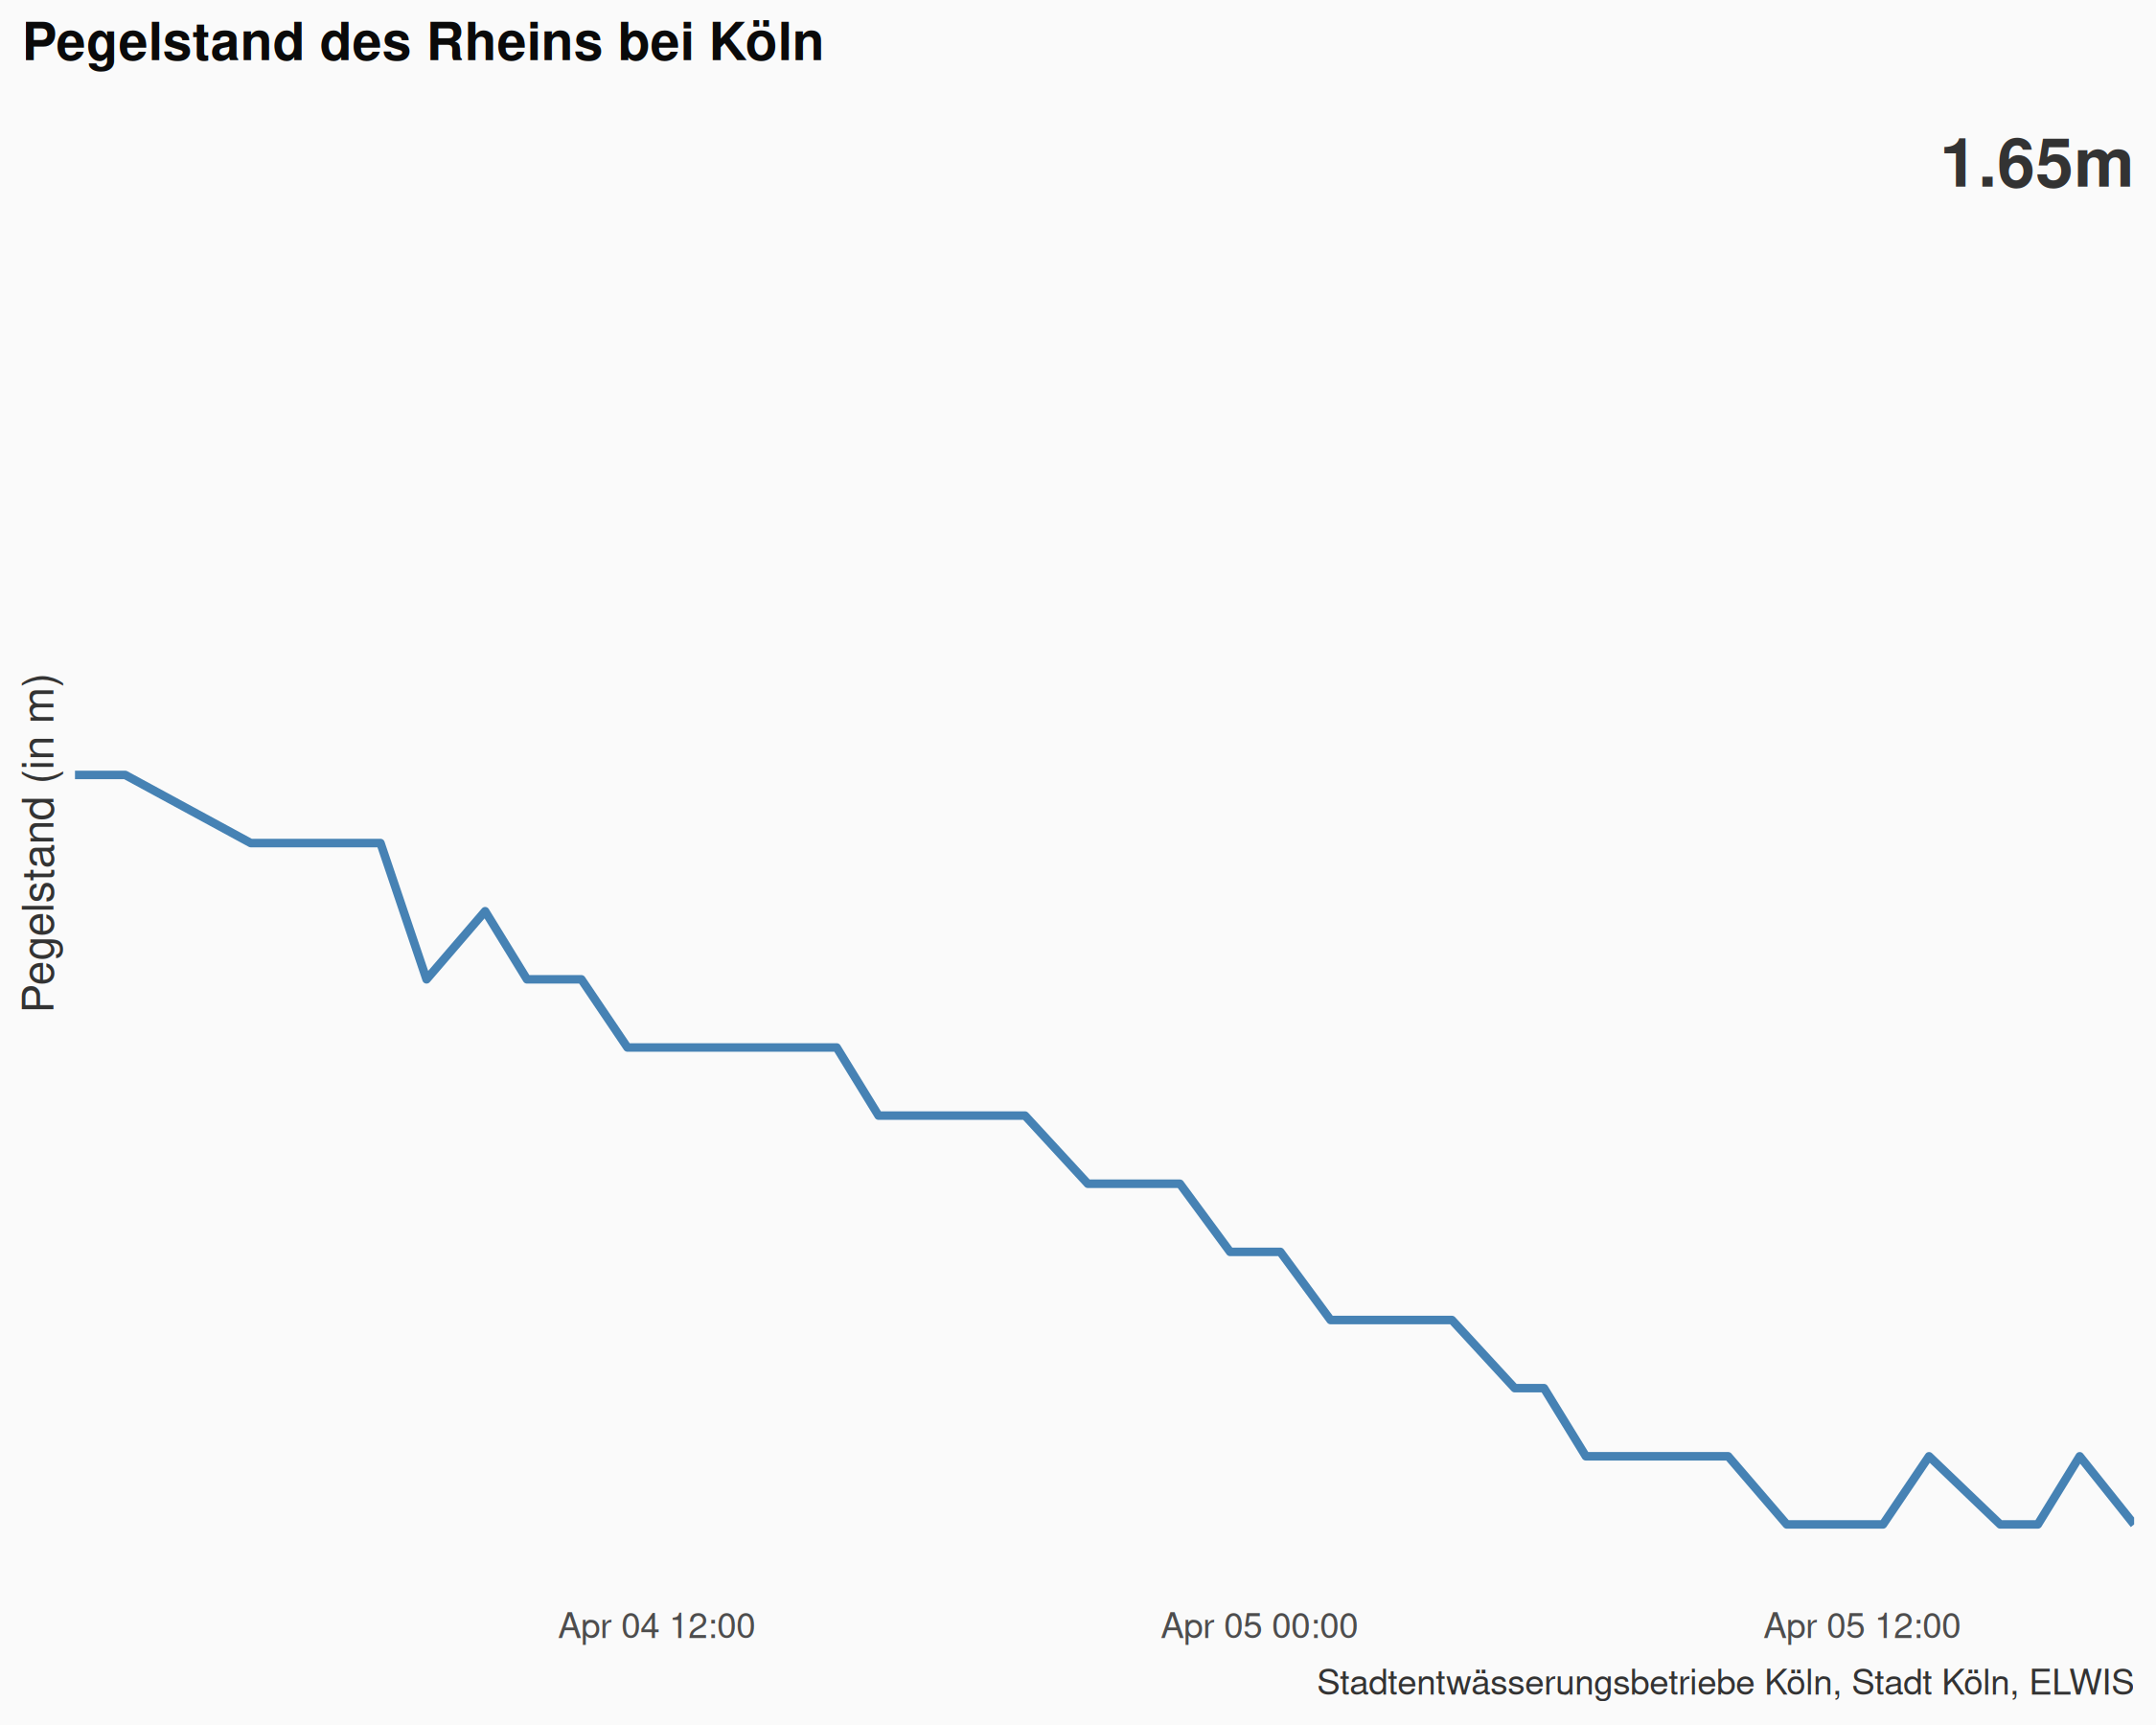 Pegelstand des Rheins bei Köln
1.65m
Pegelstand (in m)
Apr 04 12:00
Apr 05 00:00
Apr 05 12:00
Stadtentwässerungsbetriebe Köln, Stadt Köln, ELWIS